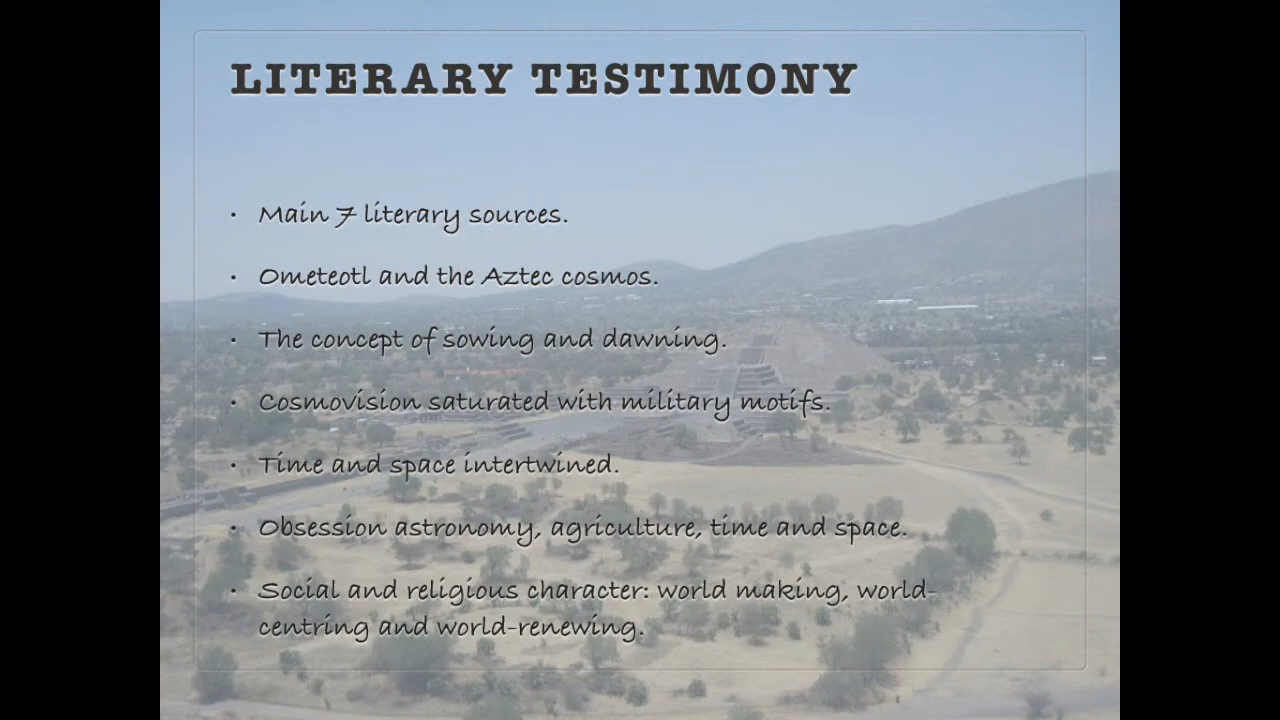 LITERARY TESTIMONY
• Main 7 literary sources.
• Ometeotl and the Aztec cosmos.
• The concept of sowing and dawning.
• Cosmovision saturated with military motifs.
• Time and space intertwined.
• Obsession astronomy, agriculture, time and space.
• Social and religious character: world making, world-
centring and world-renewing.